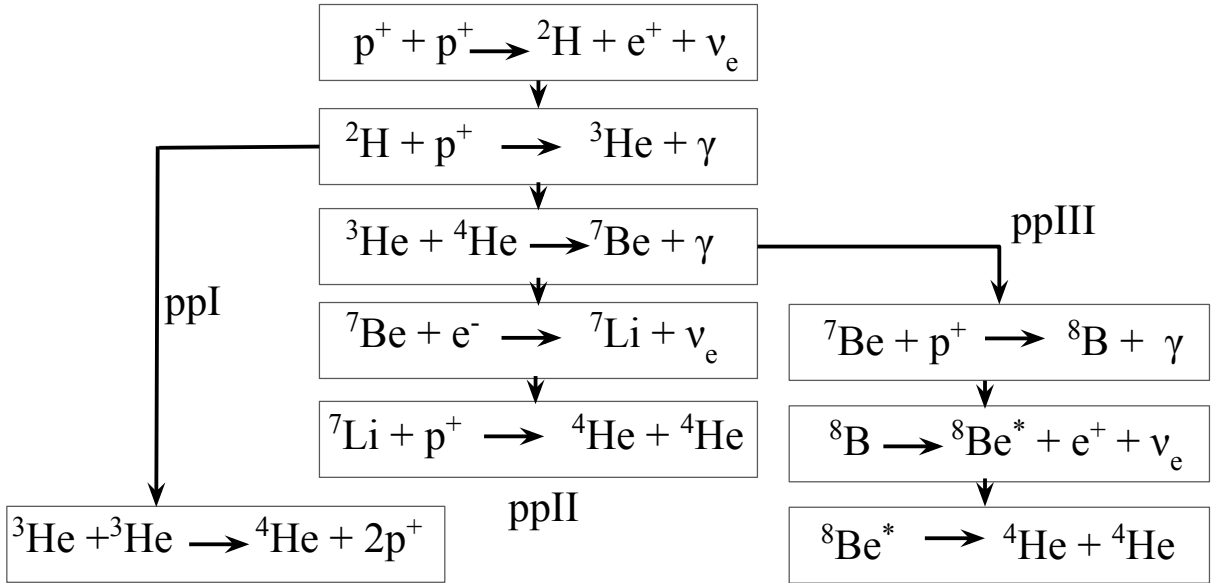 p⁺ + p⁺ → ²H + e⁺ + νₑ
²H + p⁺ → ³He + γ
³He + ⁴He → ⁷Be + γ
ppIII
ppI
⁷Be + e⁻ → ⁷Li + νₑ
⁷Be + p⁺ → ⁸B + γ
⁷Li + p⁺ → ⁴He + ⁴He
⁸B → ⁸Be* + e⁺ + νₑ
ppII
³He +³He → ⁴He + 2p⁺
⁸Be* → ⁴He + ⁴He